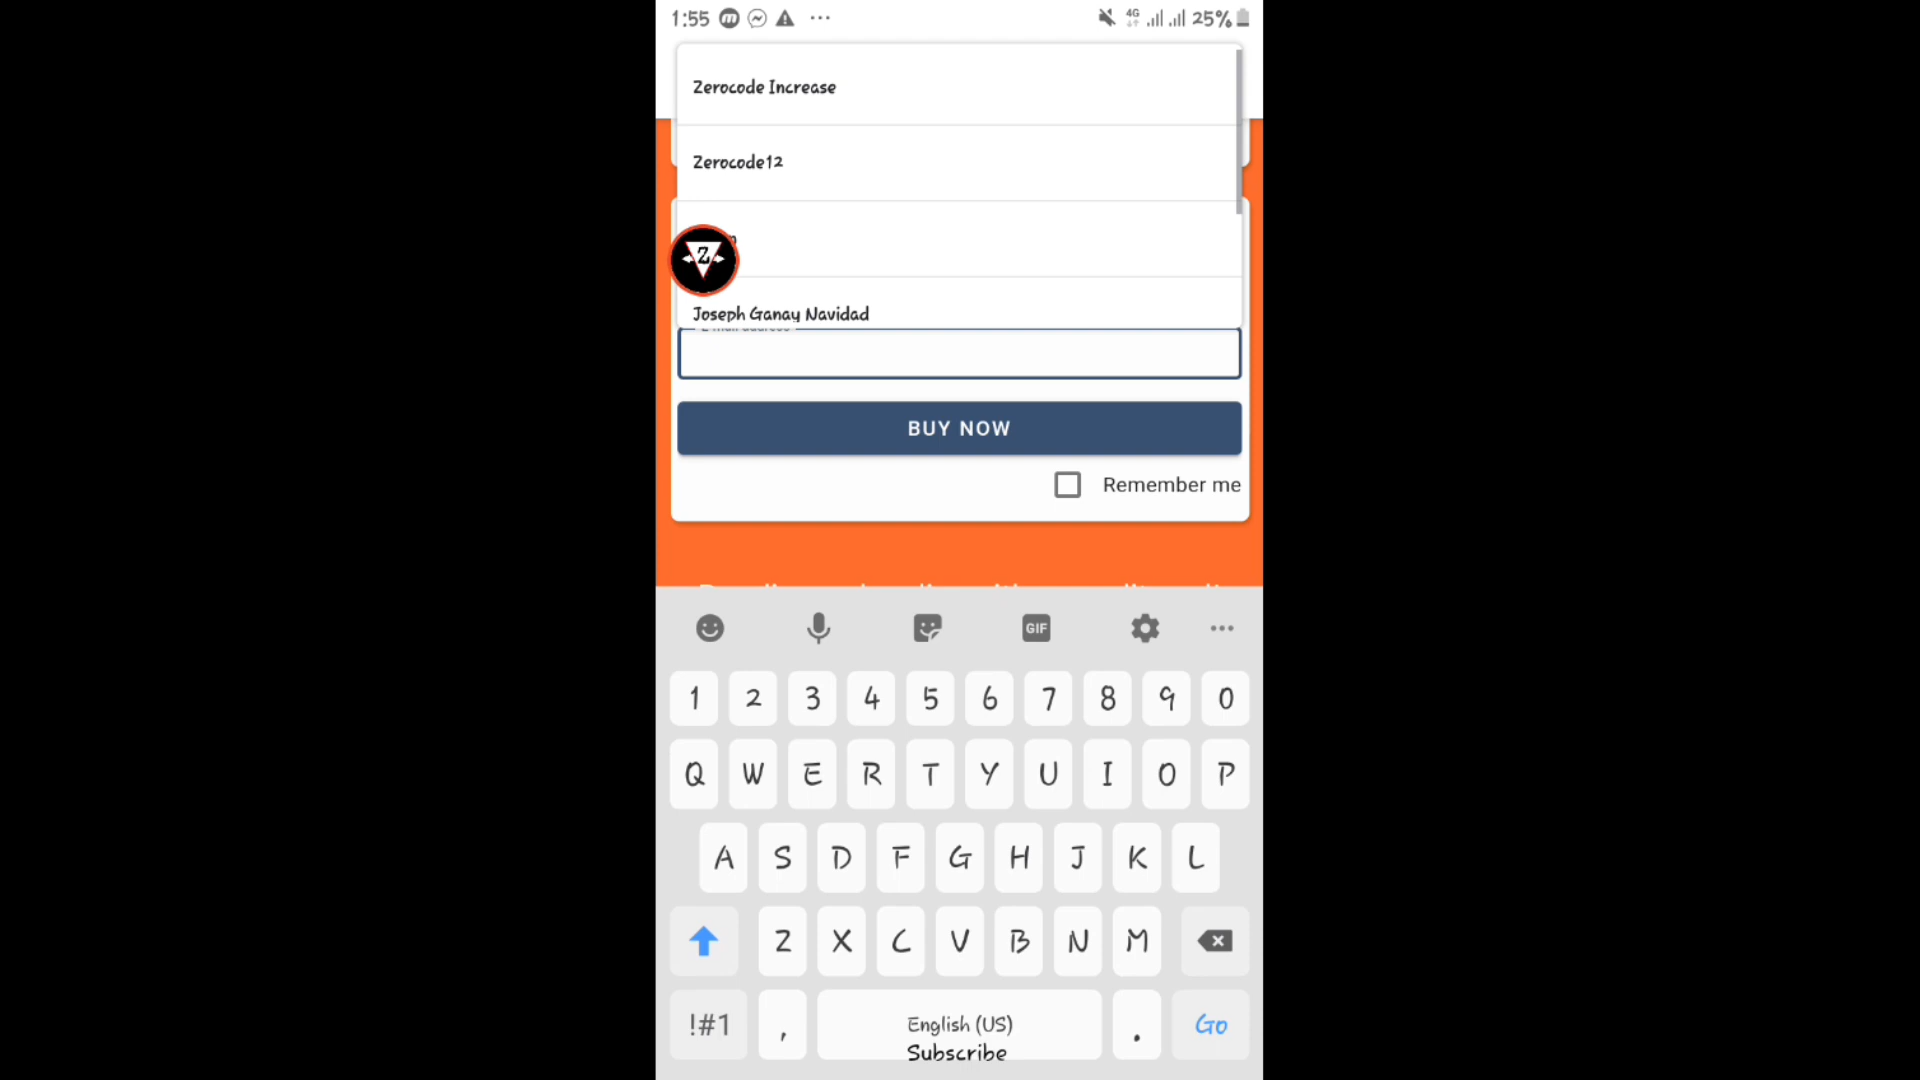 1:55
4G
25%
Zerocode Increase
Zerocode12
Z
Joseph Ganay Navidad
E-mail address
BUY NOW
Remember me
GIF
1 2 3 4 5 6 7 8 9 0
Q W E R T Y U I O P
A S D F G H J K L
Z X C V B N M
!#1 , English (US) . Go
Subscribe